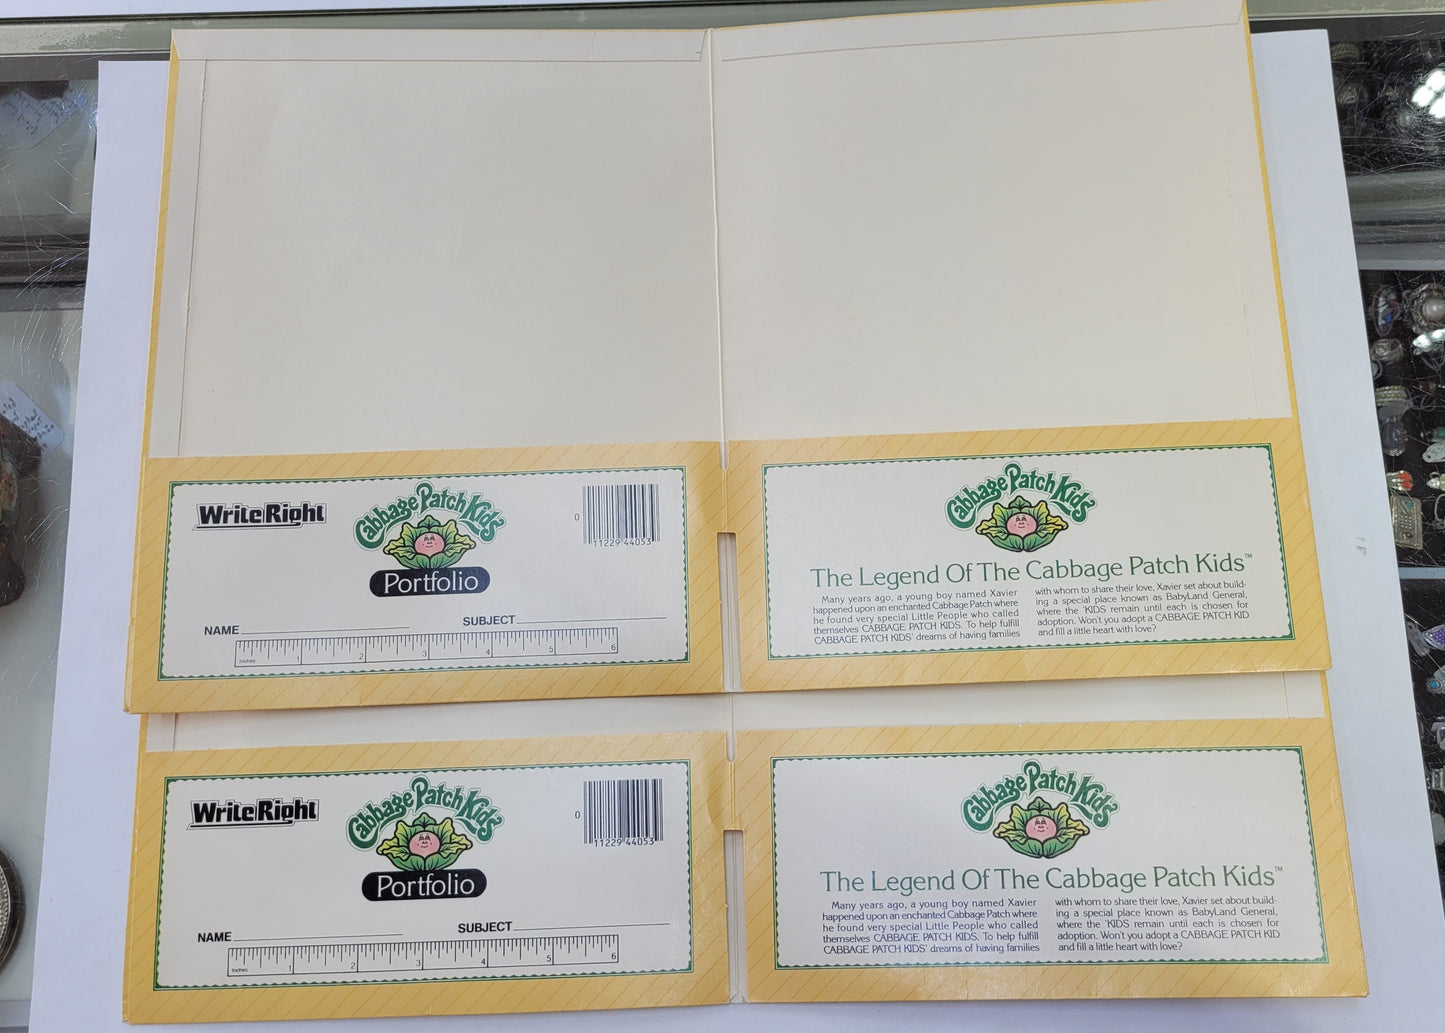 WriteRight
Cabbage Patch Kids
Portfolio
0
11229 44053
NAME
SUBJECT
inches 1 2 3 4 5 6
Cabbage Patch Kids
The Legend Of The Cabbage Patch Kids™
Many years ago, a young boy named Xavier
happened upon an enchanted Cabbage Patch where
he found very special Little People who called
themselves CABBAGE PATCH KIDS. To help fulfill
CABBAGE PATCH KIDS' dreams of having families
with whom to share their love, Xavier set about build-
ing a special place known as BabyLand General,
where the 'KIDS remain until each is chosen for
adoption. Won't you adopt a CABBAGE PATCH KID
and fill a little heart with love?
WriteRight
Cabbage Patch Kids
Portfolio
0
11229 44053
NAME
SUBJECT
inches 1 2 3 4 5 6
Cabbage Patch Kids
The Legend Of The Cabbage Patch Kids™
Many years ago, a young boy named Xavier
happened upon an enchanted Cabbage Patch where
he found very special Little People who called
themselves CABBAGE PATCH KIDS. To help fulfill
CABBAGE PATCH KIDS' dreams of having families
with whom to share their love, Xavier set about build-
ing a special place known as BabyLand General,
where the 'KIDS remain until each is chosen for
adoption. Won't you adopt a CABBAGE PATCH KID
and fill a little heart with love?